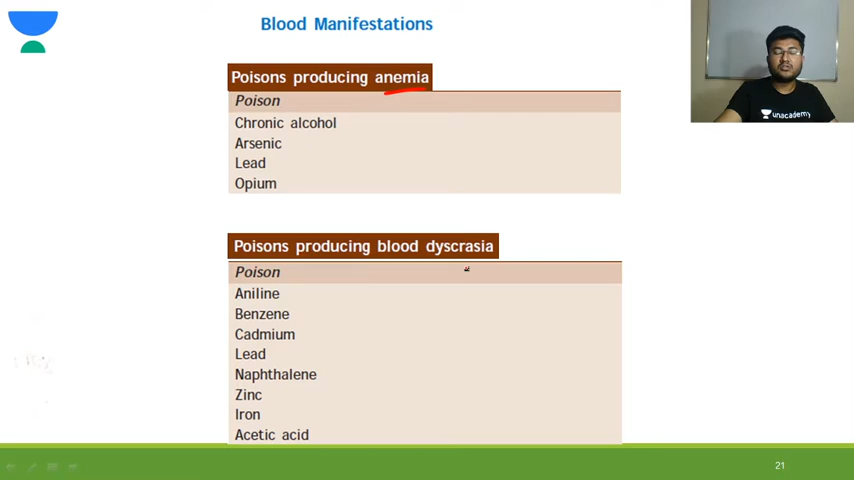 Blood Manifestations
Poisons producing anemia
Poison
Chronic alcohol
Arsenic
Lead
Opium
Poisons producing blood dyscrasia
Poison
Aniline
Benzene
Cadmium
Lead
Naphthalene
Zinc
Iron
Acetic acid
unacademy
21